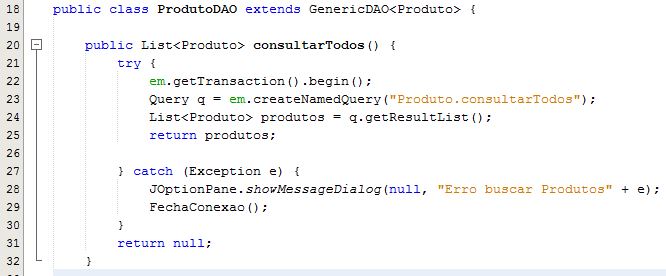 18 public class ProdutoDAO extends GenericDAO<Produto> {
19
20 public List<Produto> consultarTodos() {
21 try {
22 em.getTransaction().begin();
23 Query q = em.createNamedQuery("Produto.consultarTodos");
24 List<Produto> produtos = q.getResultList();
25 return produtos;
26
27 } catch (Exception e) {
28 JOptionPane.showMessageDialog(null, "Erro buscar Produtos" + e);
29 FechaConexao();
30 }
31 return null;
32 }